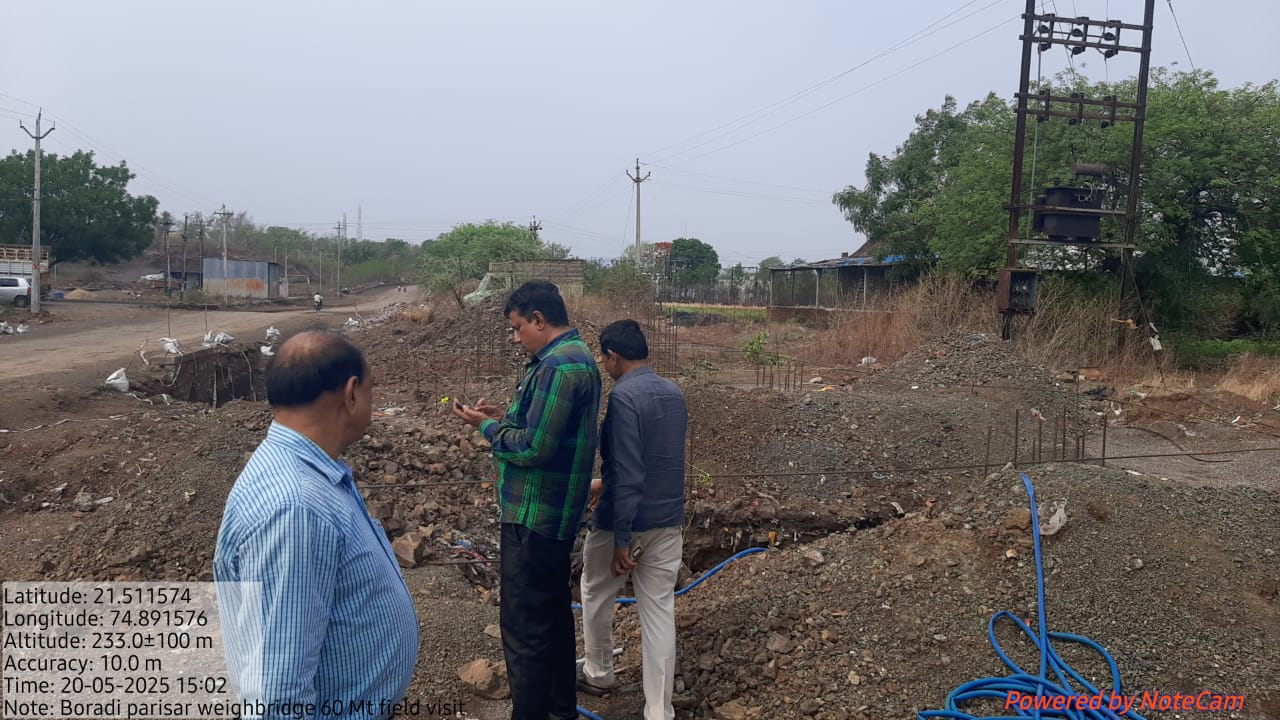 Latitude: 21.511574
Longitude: 74.891576
Altitude: 233.0±100 m
Accuracy: 10.0 m
Time: 20-05-2025 15:02
Note: Boradi parisar weighbridge 60 Mt field visit
Powered by NoteCam